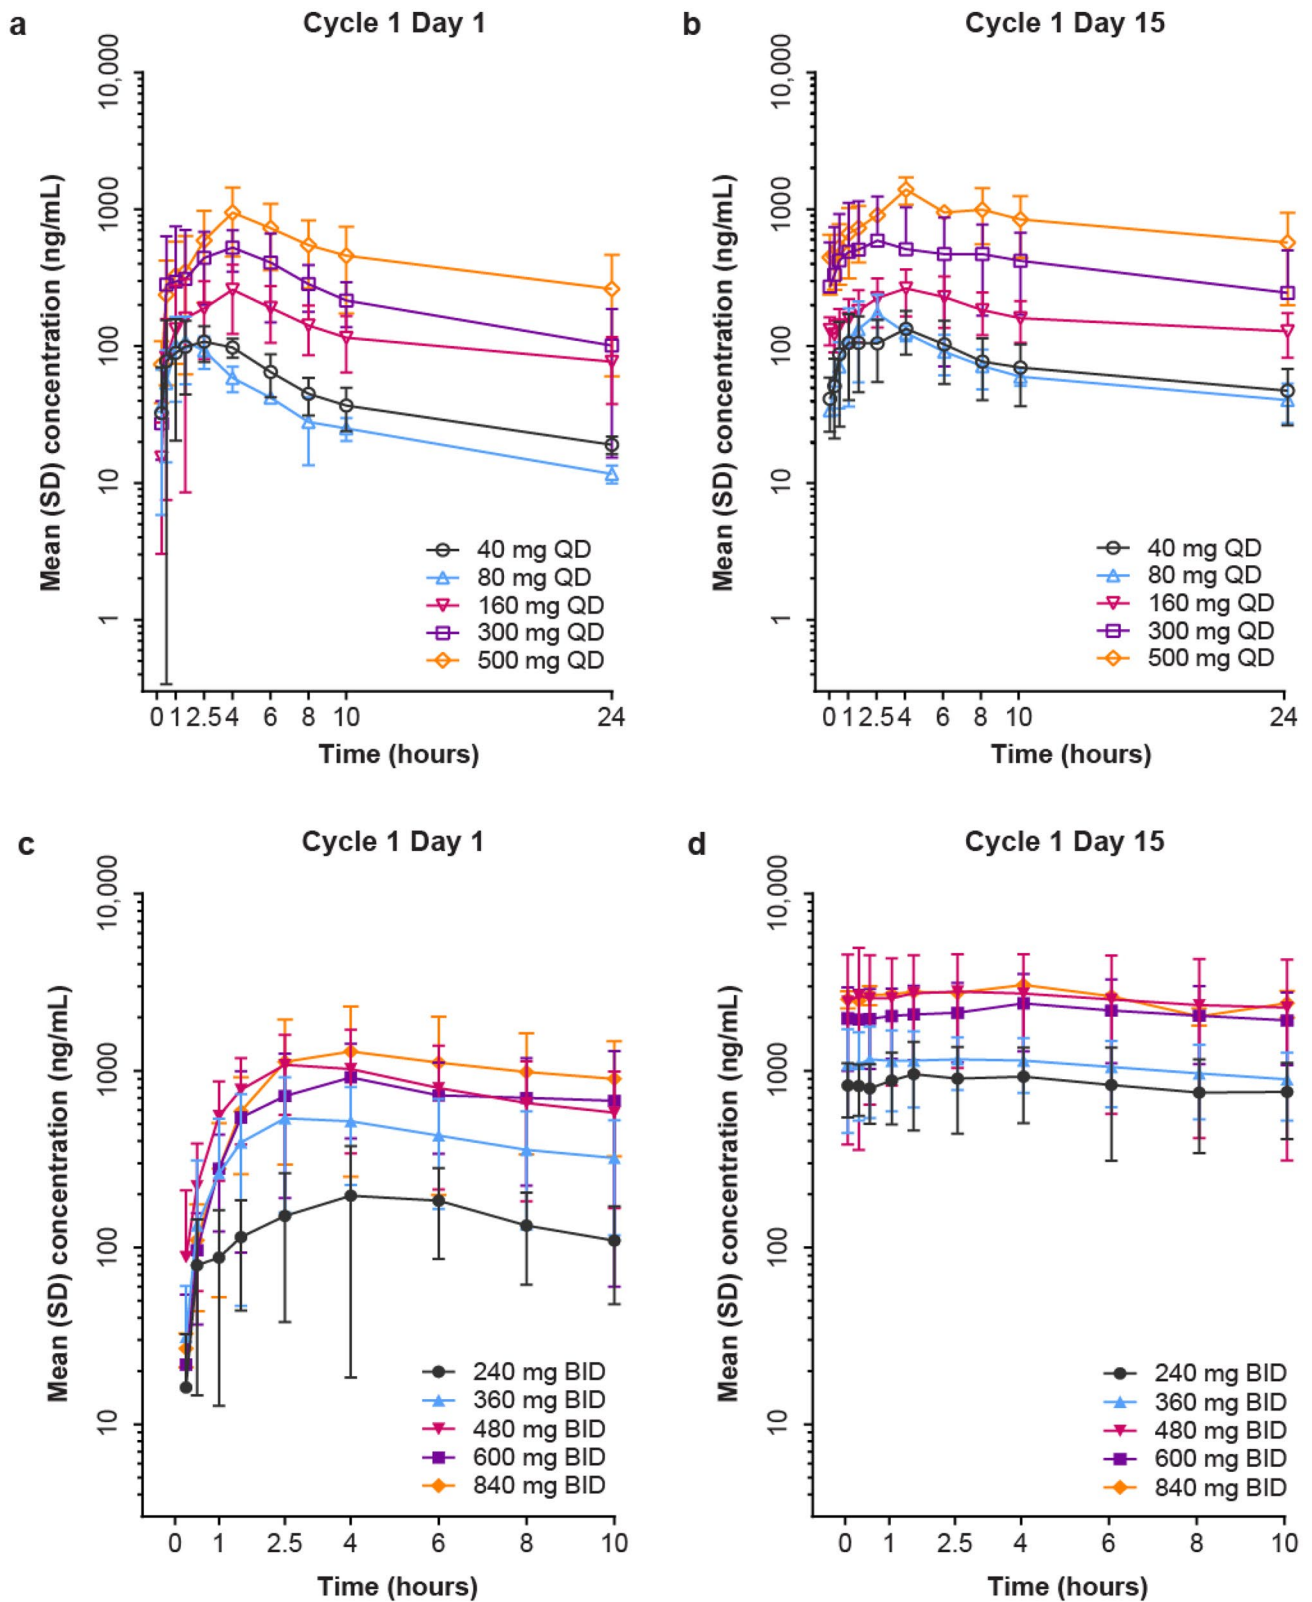 a
Cycle 1 Day 1
Mean (SD) concentration (ng/mL)
10,000
1000
100
10
1
40 mg QD
80 mg QD
160 mg QD
300 mg QD
500 mg QD
0 1 2.5 4 6 8 10 24
Time (hours)
b
Cycle 1 Day 15
Mean (SD) concentration (ng/mL)
10,000
1000
100
10
1
40 mg QD
80 mg QD
160 mg QD
300 mg QD
500 mg QD
0 1 2.5 4 6 8 10 24
Time (hours)
c
Cycle 1 Day 1
Mean (SD) concentration (ng/mL)
10,000
1000
100
10
240 mg BID
360 mg BID
480 mg BID
600 mg BID
840 mg BID
0 1 2.5 4 6 8 10
Time (hours)
d
Cycle 1 Day 15
Mean (SD) concentration (ng/mL)
10,000
1000
100
10
240 mg BID
360 mg BID
480 mg BID
600 mg BID
840 mg BID
0 1 2.5 4 6 8 10
Time (hours)